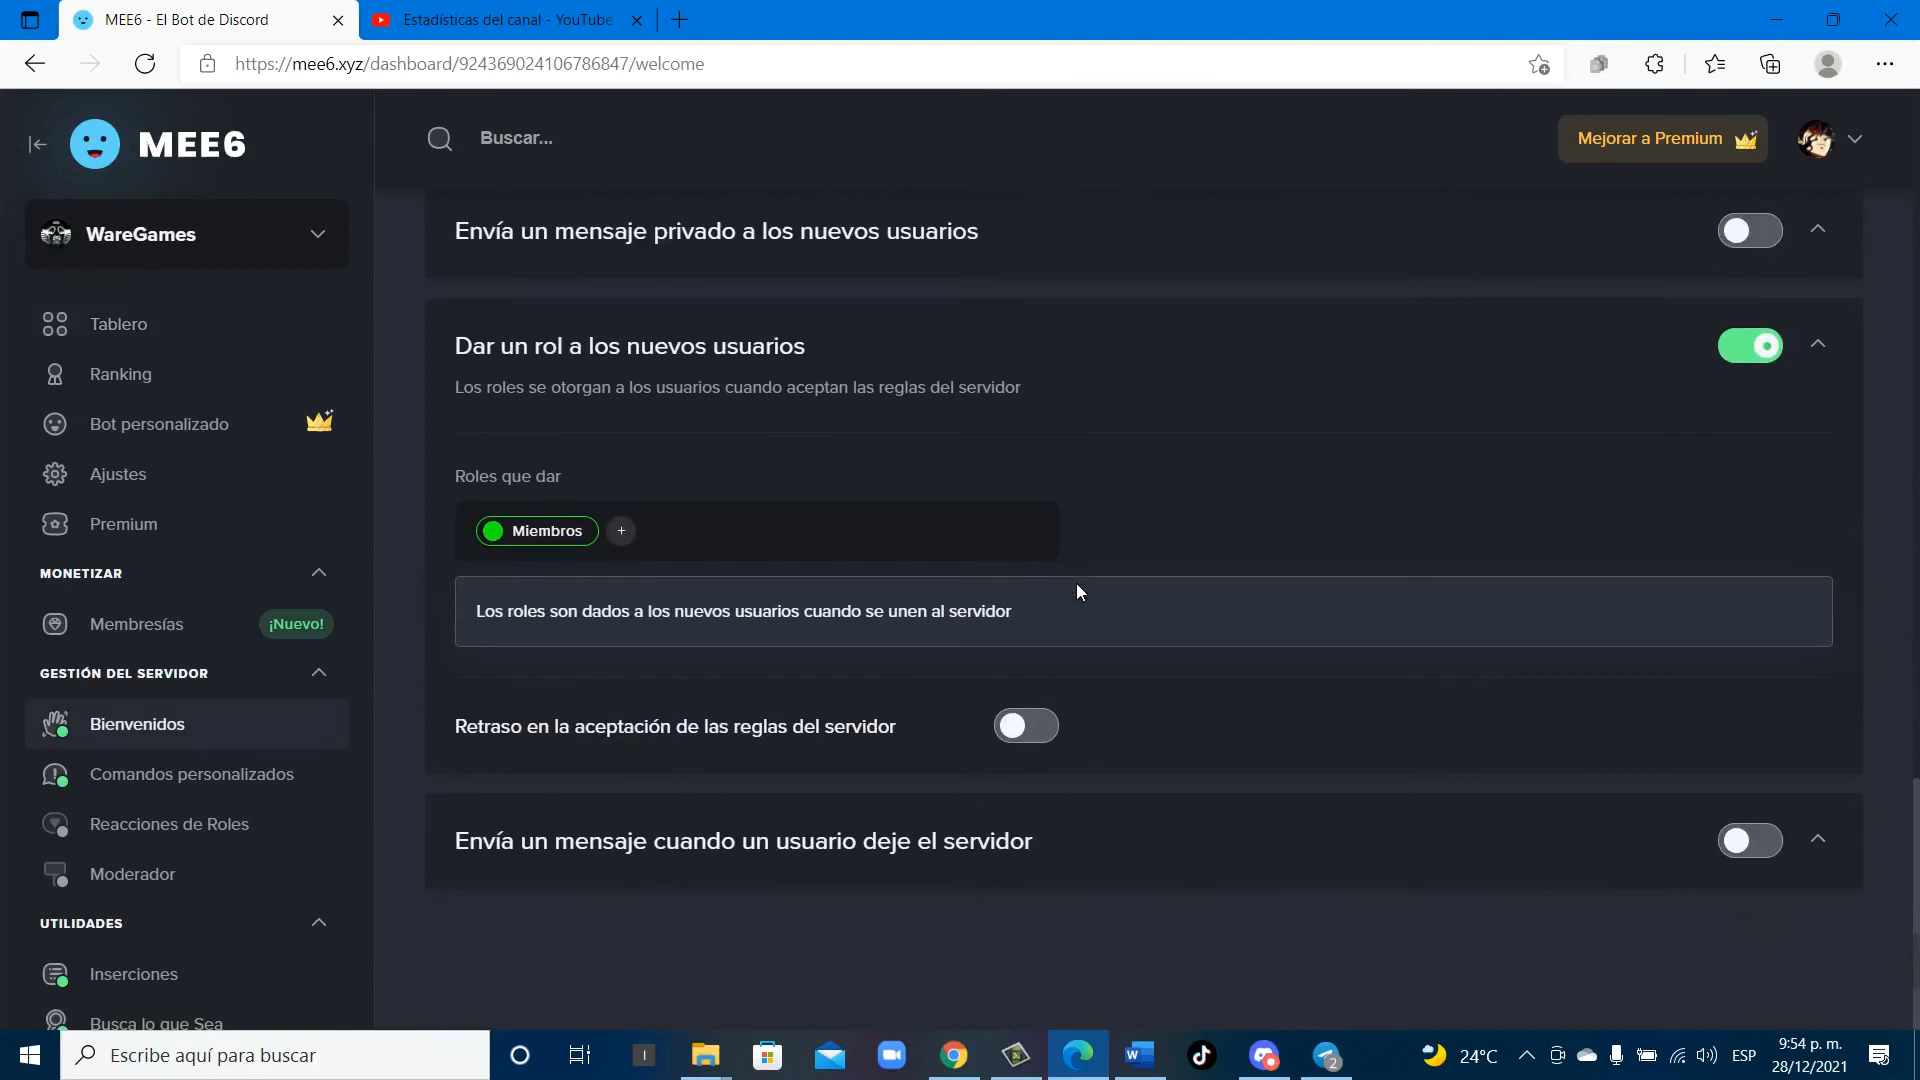 MEE6 - El Bot de Discord
Estadísticas del canal - YouTube
https://mee6.xyz/dashboard/924369024106786847/welcome
MEE6
Buscar...
Mejorar a Premium
WareGames
Tablero
Ranking
Bot personalizado
Ajustes
Premium
MONETIZAR
Membresías
¡Nuevo!
GESTIÓN DEL SERVIDOR
Bienvenidos
Comandos personalizados
Reacciones de Roles
Moderador
UTILIDADES
Inserciones
Busca lo que Sea
Envía un mensaje privado a los nuevos usuarios
Dar un rol a los nuevos usuarios
Los roles se otorgan a los usuarios cuando aceptan las reglas del servidor
Roles que dar
Miembros
+
Los roles son dados a los nuevos usuarios cuando se unen al servidor
Retraso en la aceptación de las reglas del servidor
Envía un mensaje cuando un usuario deje el servidor
Escribe aquí para buscar
2
24°C
ESP
9:54 p. m.
28/12/2021